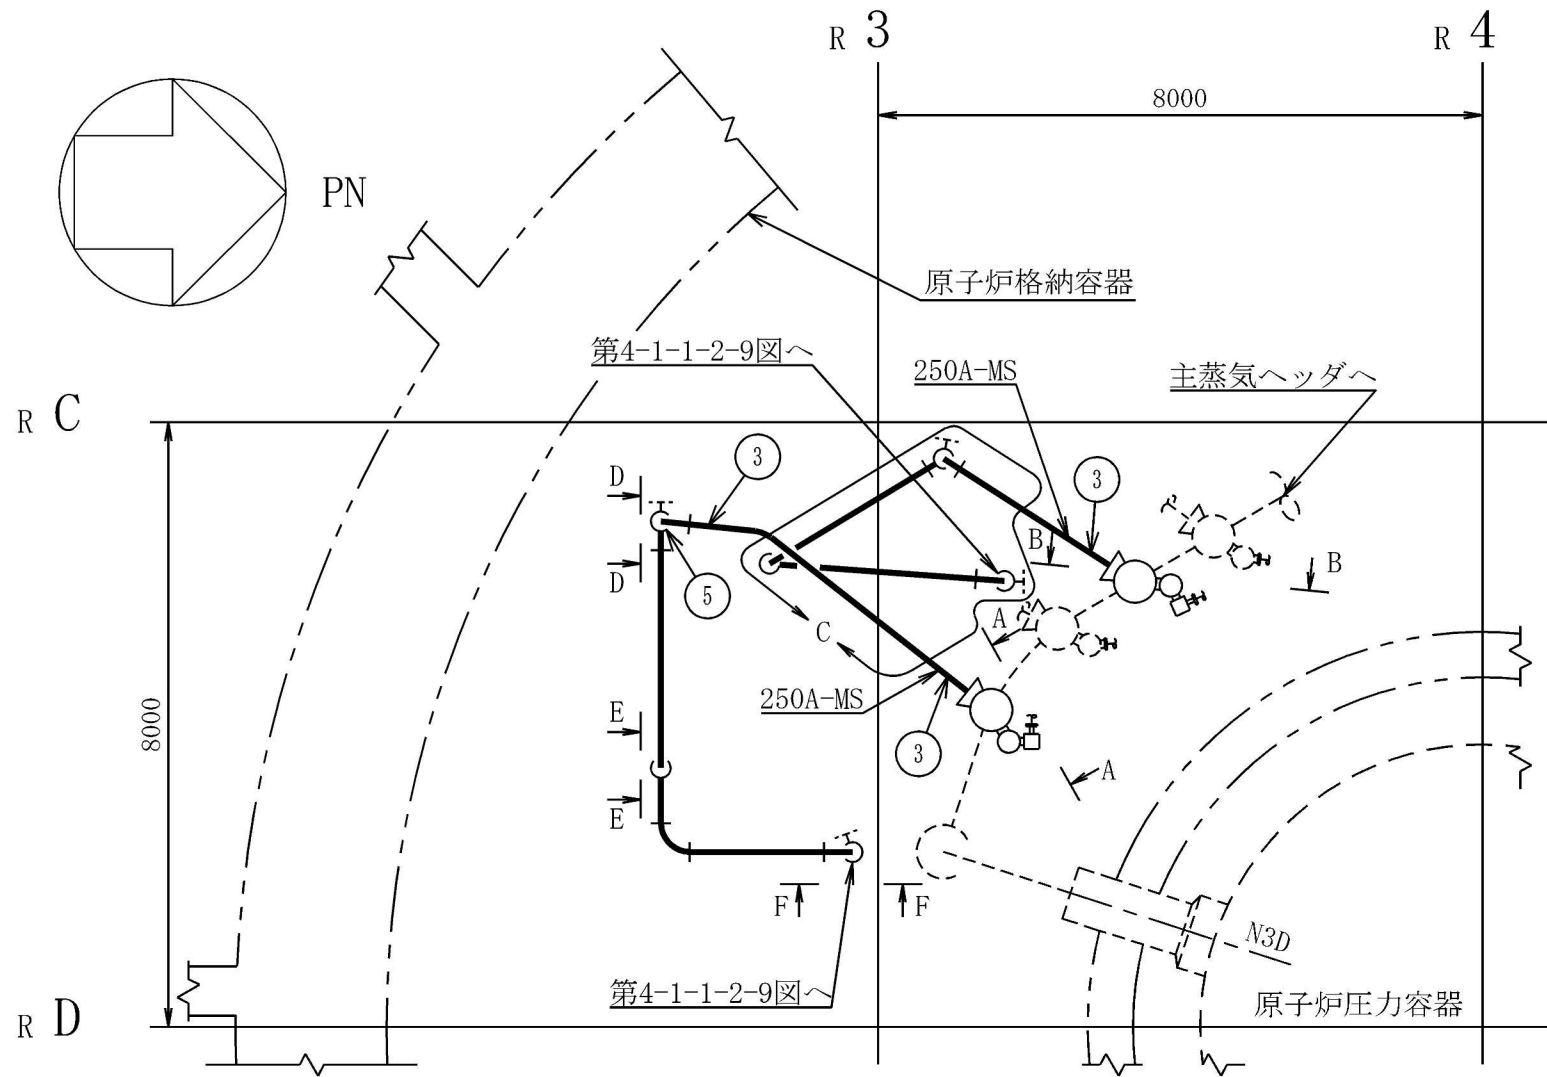 R 3
R 4
8000
PN
原子炉格納容器
第4-1-1-2-9図へ
250A-MS
主蒸気ヘッダへ
R C
3
D
3
B
B
D
5
A
C
250A-MS
E
8000
3
A
E
F
F
N3D
第4-1-1-2-9図へ
原子炉圧力容器
R D